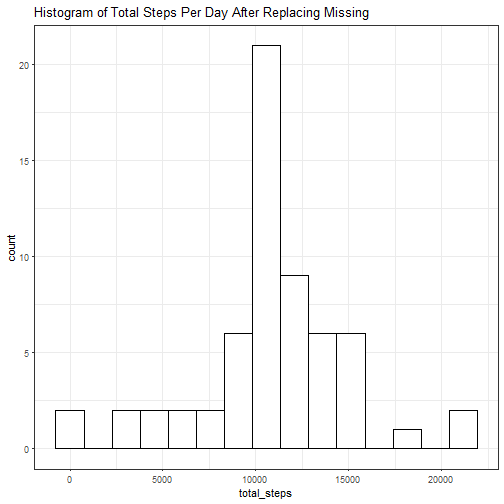 Histogram of Total Steps Per Day After Replacing Missing
20
15
10
5
0
count
0 5000 10000 15000 20000
total_steps